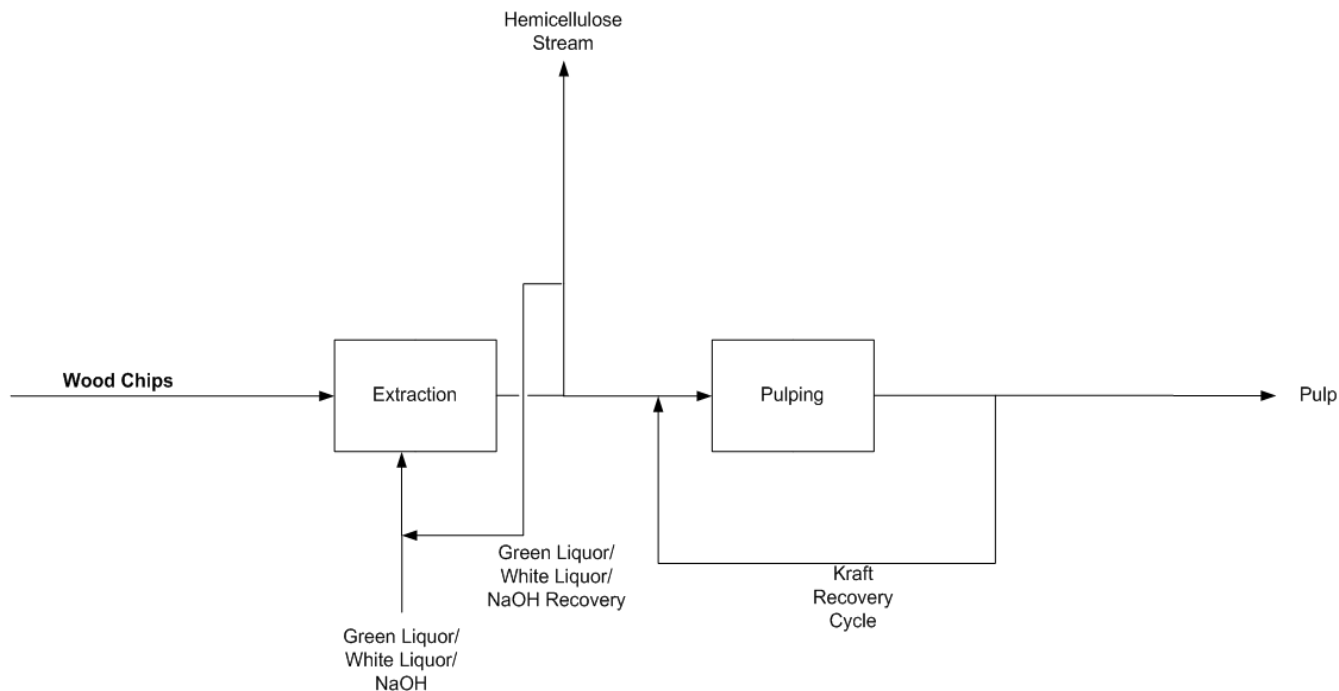 Hemicellulose
Stream
Wood Chips
Extraction
Pulping
Pulp
Green Liquor/
White Liquor/
NaOH Recovery
Kraft
Recovery
Cycle
Green Liquor/
White Liquor/
NaOH